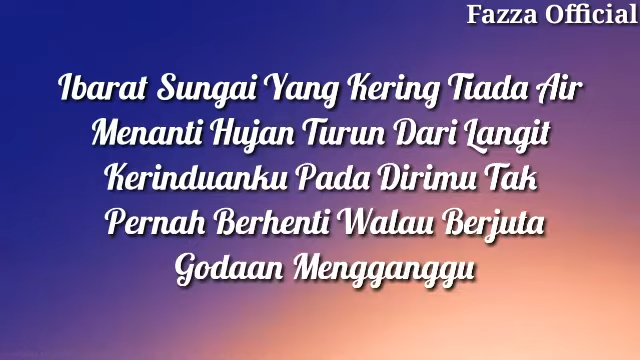 Fazza Official
Ibarat Sungai Yang Kering Tiada Air
Menanti Hujan Turun Dari Langit
Kerinduanku Pada Dirimu Tak
Pernah Berhenti Walau Berjuta
Godaan Mengganggu